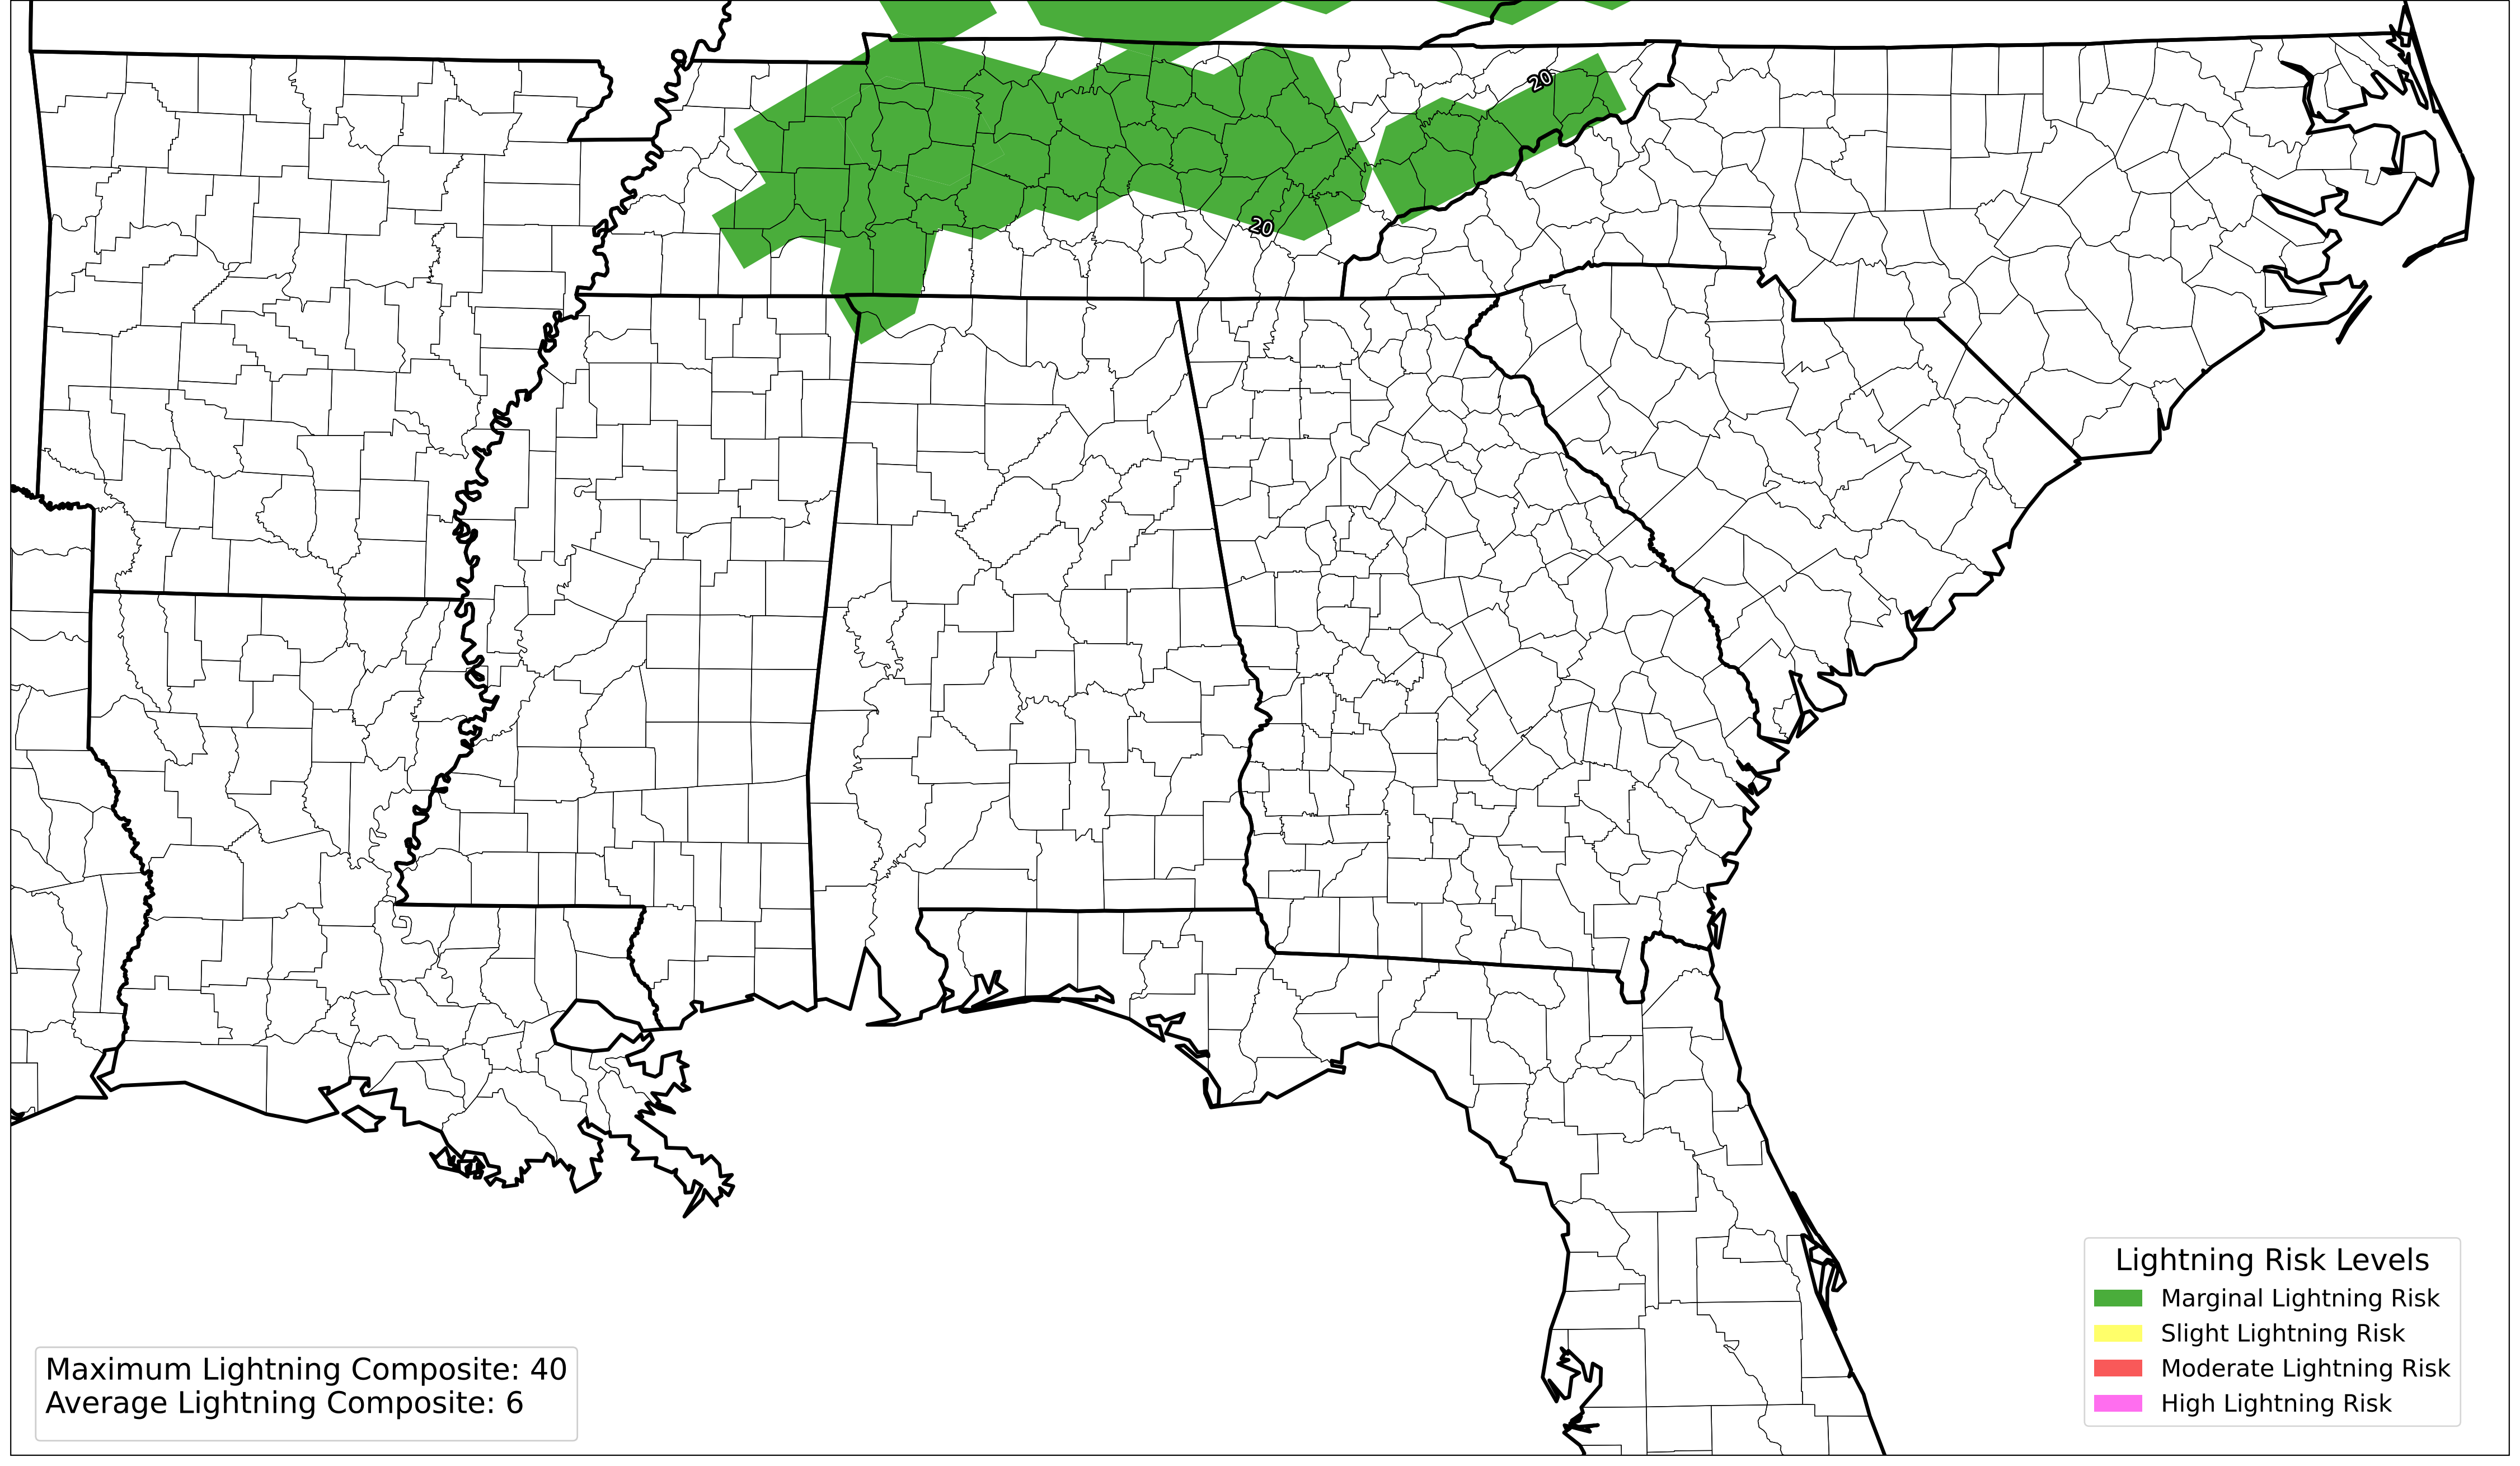 20
20
Lightning Risk Levels
Marginal Lightning Risk
Slight Lightning Risk
Moderate Lightning Risk
High Lightning Risk
Maximum Lightning Composite: 40
Average Lightning Composite: 6